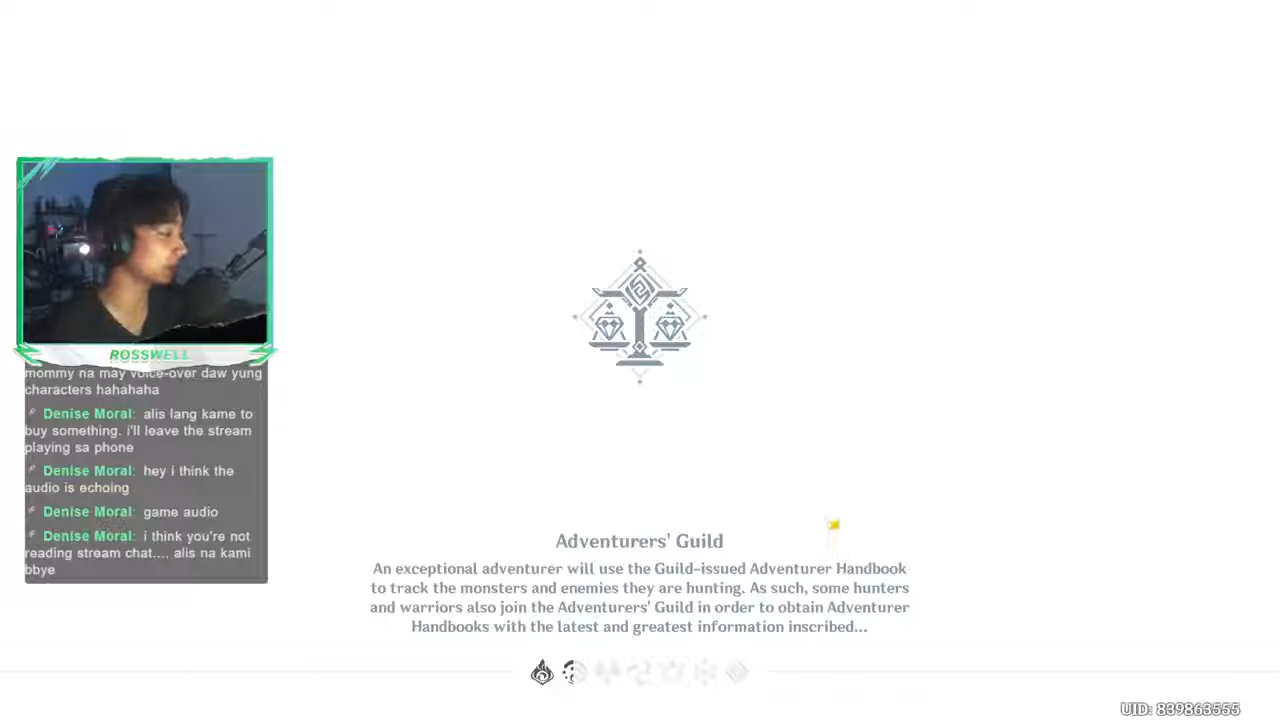 ROSSWELL
mommy na may voice-over daw yung
characters hahahaha
Denise Moral: alis lang kame to
buy something. i'll leave the stream
playing sa phone
Denise Moral: hey i think the
audio is echoing
Denise Moral: game audio
Denise Moral: i think you're not
reading stream chat.... alis na kami
bbye
Adventurers' Guild
An exceptional adventurer will use the Guild-issued Adventurer Handbook
to track the monsters and enemies they are hunting. As such, some hunters
and warriors also join the Adventurers' Guild in order to obtain Adventurer
Handbooks with the latest and greatest information inscribed...
UID: 839863555